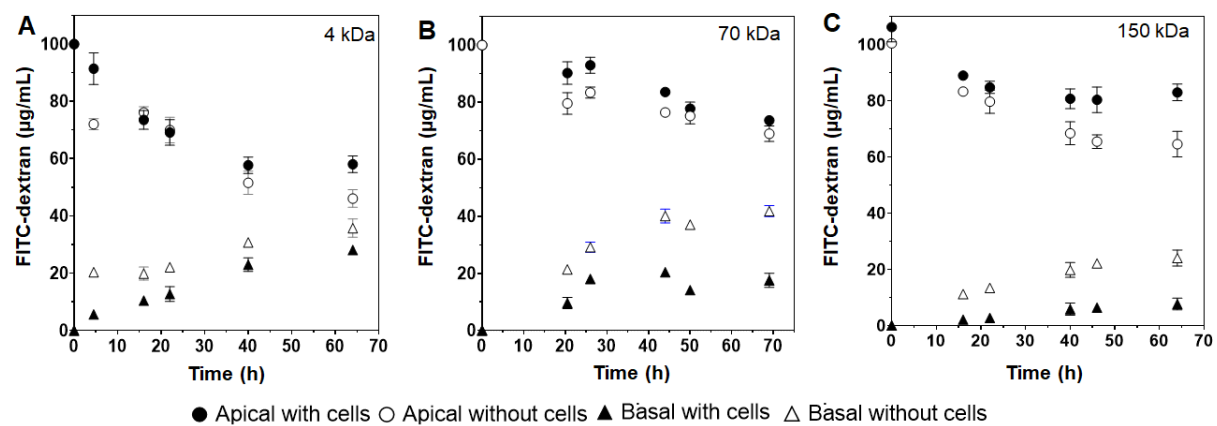 A
4 kDa
FITC-dextran (µg/mL)
100
80
60
40
20
0
0 10 20 30 40 50 60 70
Time (h)
B
70 kDa
FITC-dextran (µg/mL)
100
80
60
40
20
0
0 10 20 30 40 50 60 70
Time (h)
C
150 kDa
FITC-dextran (µg/mL)
100
80
60
40
20
0
0 10 20 30 40 50 60 70
Time (h)
Apical with cells Apical without cells Basal with cells Basal without cells